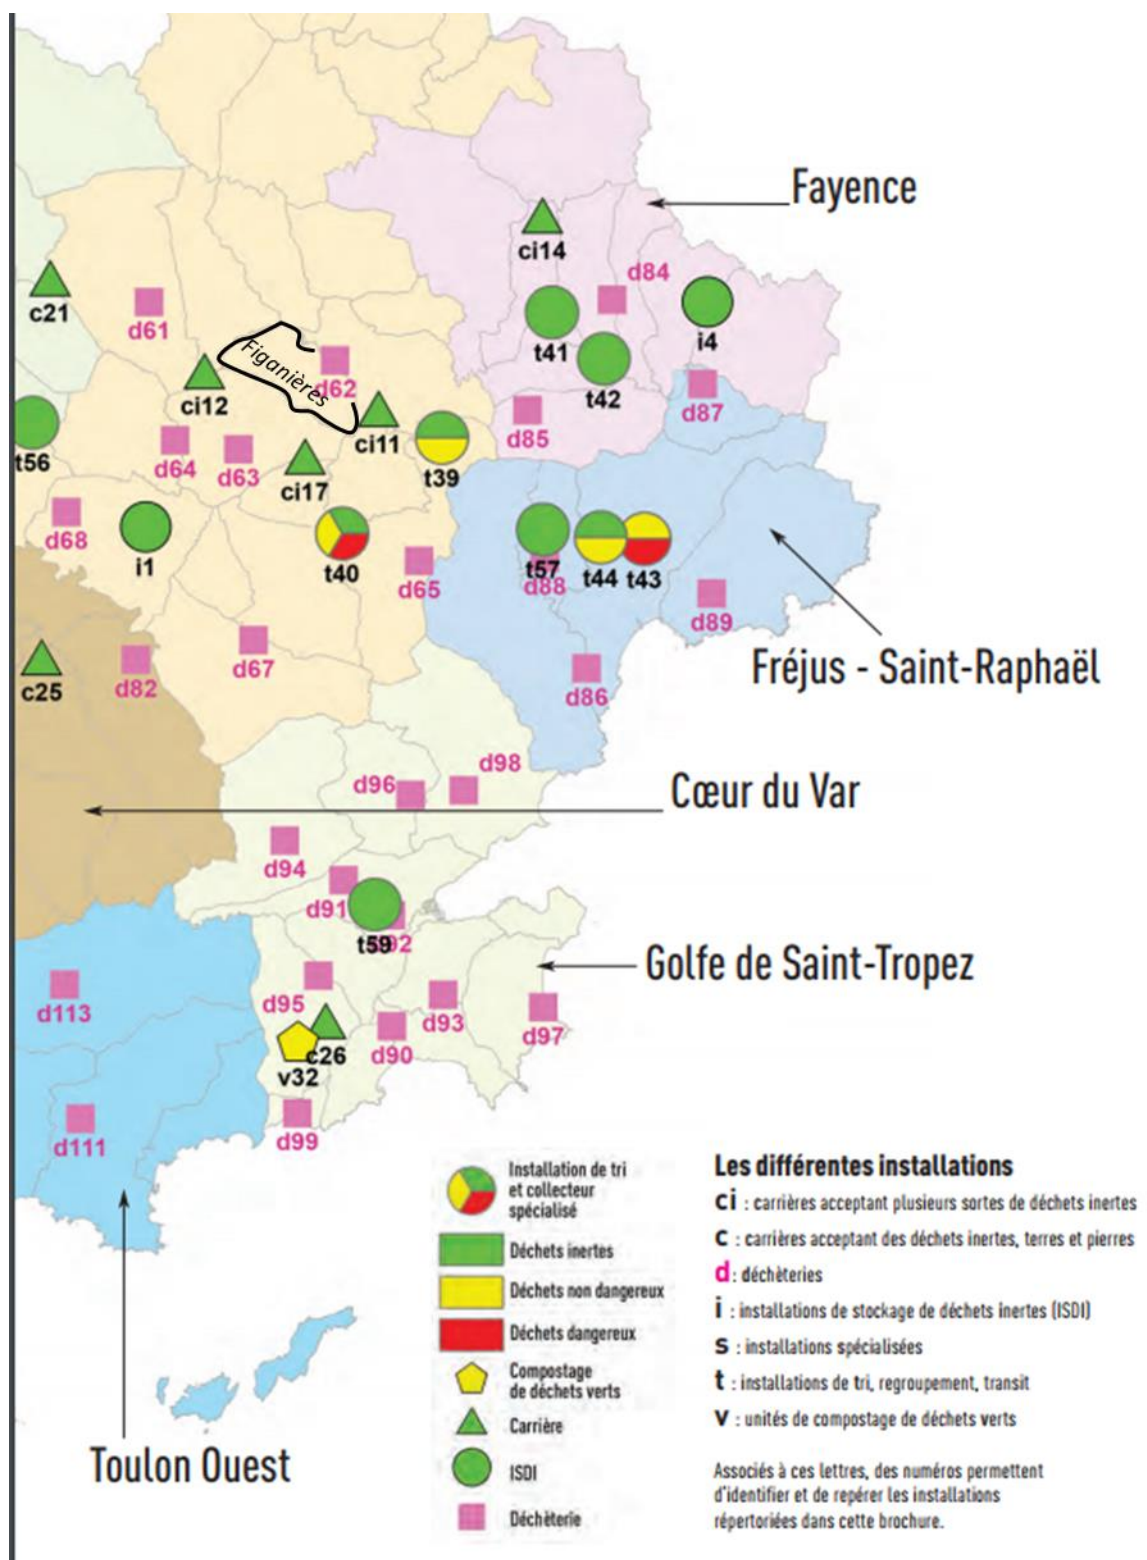 Fayence
ci14
d84
c21
d61
t41
i4
Figanières
d62
t42
ci12
d87
ci11
d85
t56
d64
d63
t39
ci17
d68
i1
t40
d65
t57
t44
t43
d88
d89
Fréjus - Saint-Raphaël
c25
d82
d67
d86
d96
d98
Cœur du Var
d94
d91
t59
92
Golfe de Saint-Tropez
d113
d95
d93
d97
c26
d90
v32
d111
d99
Toulon Ouest
Installation de tri
et collecteur
spécialisé
Déchets inertes
Déchets non dangereux
Déchets dangereux
Compostage
de déchets verts
Carrière
ISDI
Déchèterie
Les différentes installations
ci : carrières acceptant plusieurs sortes de déchets inertes
c : carrières acceptant des déchets inertes, terres et pierres
d : déchèteries
i : installations de stockage de déchets inertes (ISDI)
s : installations spécialisées
t : installations de tri, regroupement, transit
v : unités de compostage de déchets verts
Associés à ces lettres, des numéros permettent
d'identifier et de repérer les installations
répertoriées dans cette brochure.